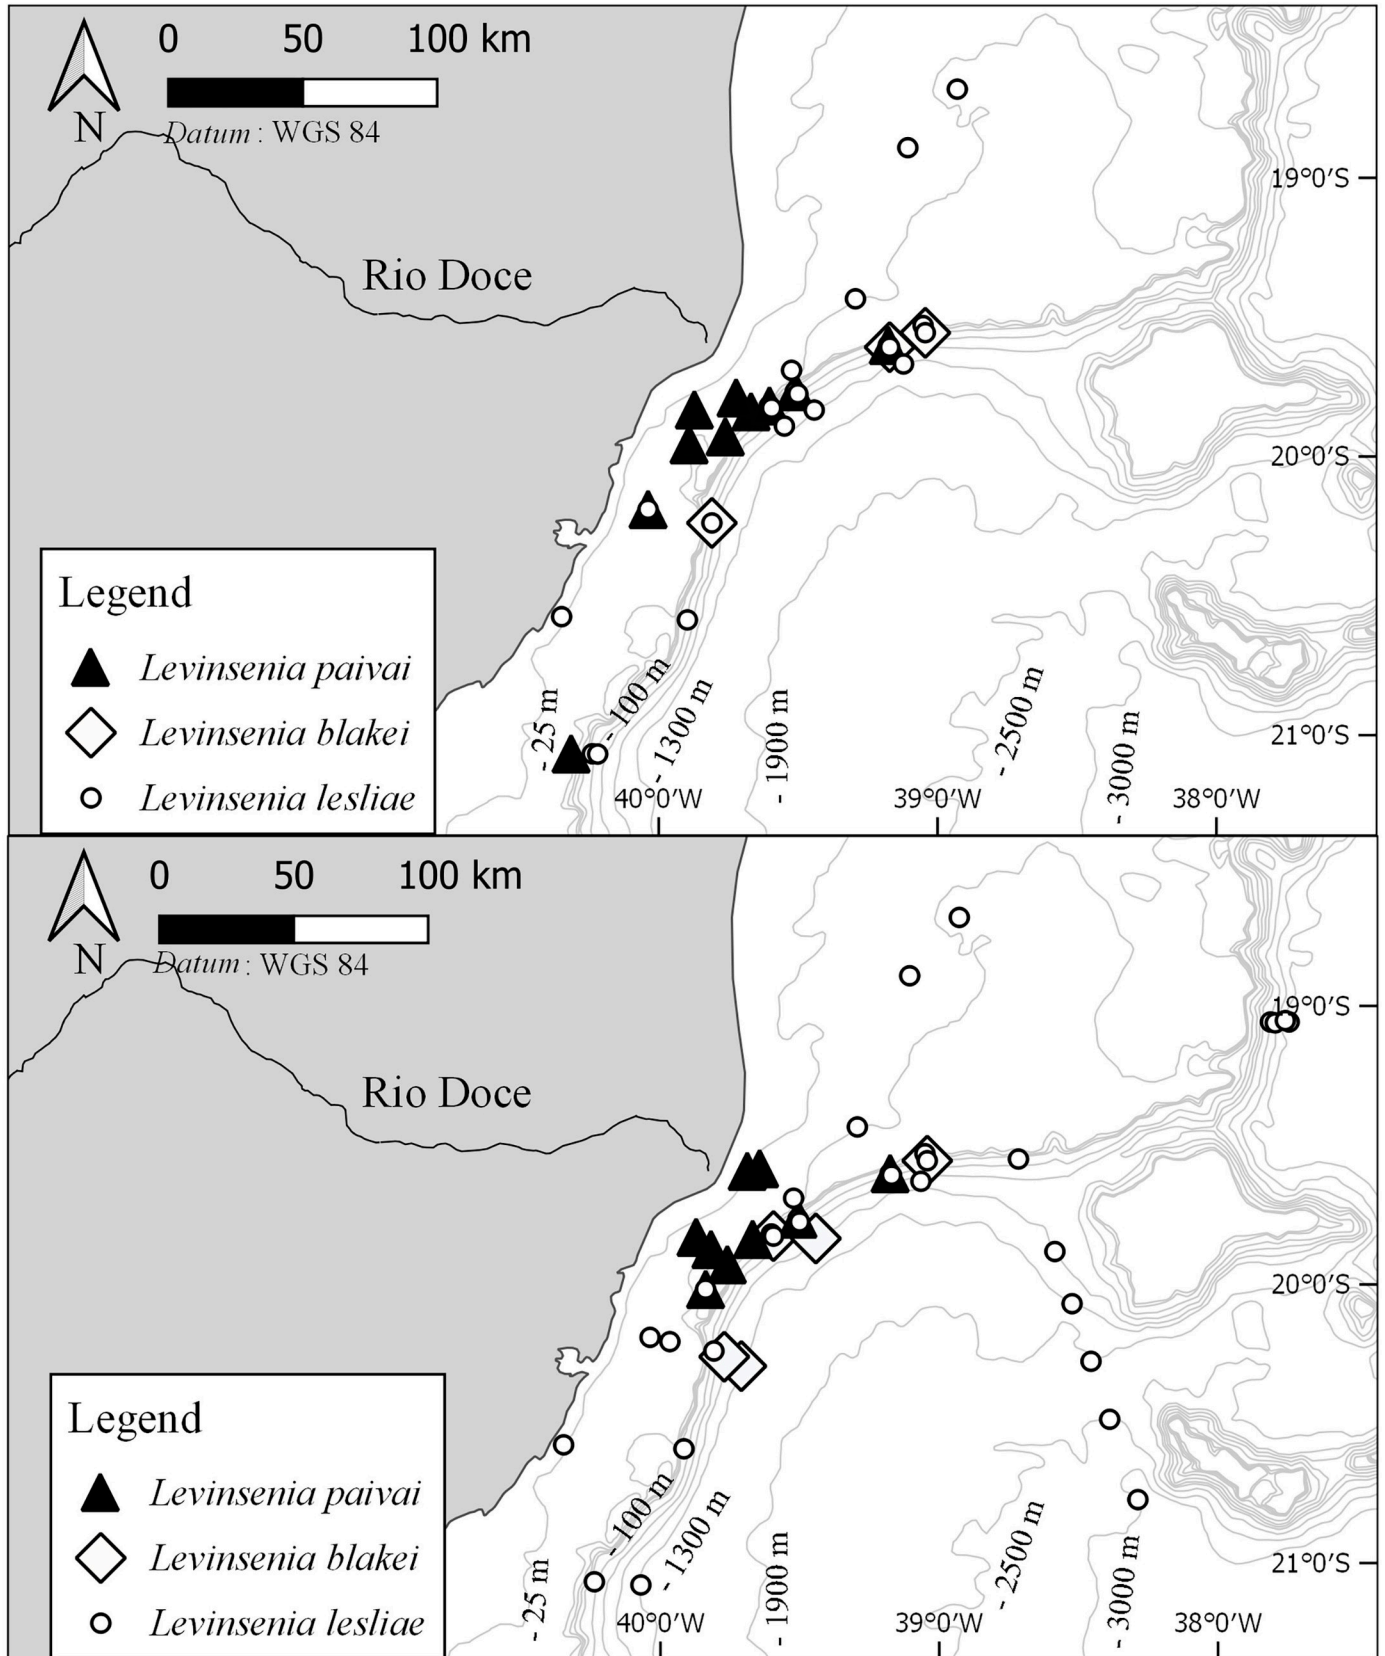 0 50 100 km
N
Datum : WGS 84
19°0′S
Rio Doce
20°0′S
Legend
Levinsenia paivai
Levinsenia blakei
Levinsenia lesliae
- 25 m
- 100 m
- 1300 m
- 1900 m
- 2500 m
- 3000 m
21°0′S
40°0′W 39°0′W 38°0′W
0 50 100 km
N
Datum : WGS 84
19°0′S
Rio Doce
20°0′S
Legend
Levinsenia paivai
Levinsenia blakei
Levinsenia lesliae
- 25 m
- 100 m
- 1300 m
- 1900 m
- 2500 m
- 3000 m
21°0′S
40°0′W 39°0′W 38°0′W